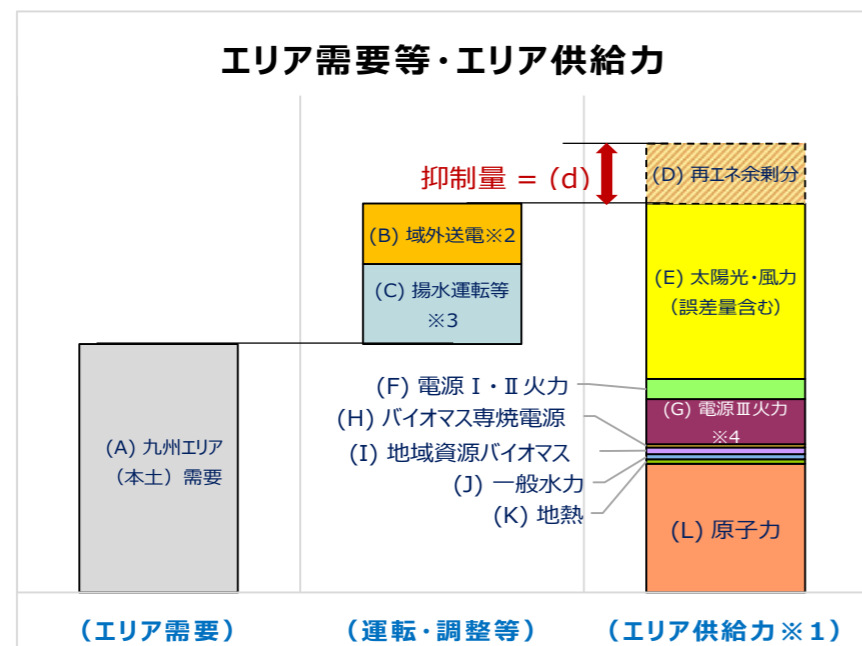 エリア需要等・エリア供給力
抑制量 = (d)
(D) 再エネ余剰分
(B) 域外送電※2
(C) 揚水運転等
※3
(E) 太陽光・風力
（誤差量含む）
(A) 九州エリア
（本土）需要
(F) 電源Ⅰ・Ⅱ火力
(G) 電源Ⅲ火力
※4
(H) バイオマス専焼電源
(I) 地域資源バイオマス
(J) 一般水力
(K) 地熱
(L) 原子力
（エリア需要）
（運転・調整等）
（エリア供給力※1）